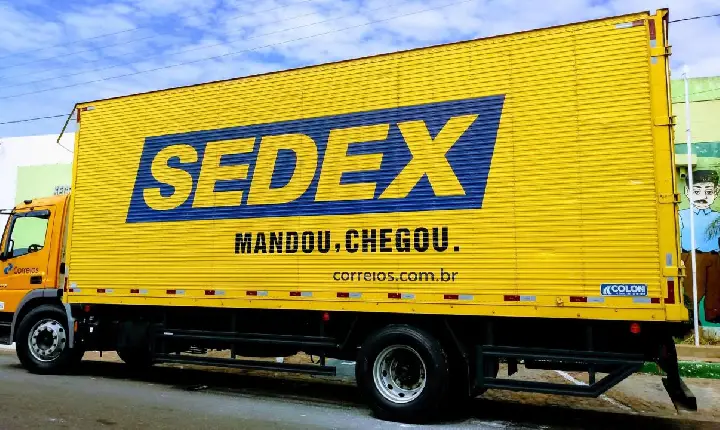 SEDEX
MANDOU, CHEGOU.
correios.com.br
Correios
COLON